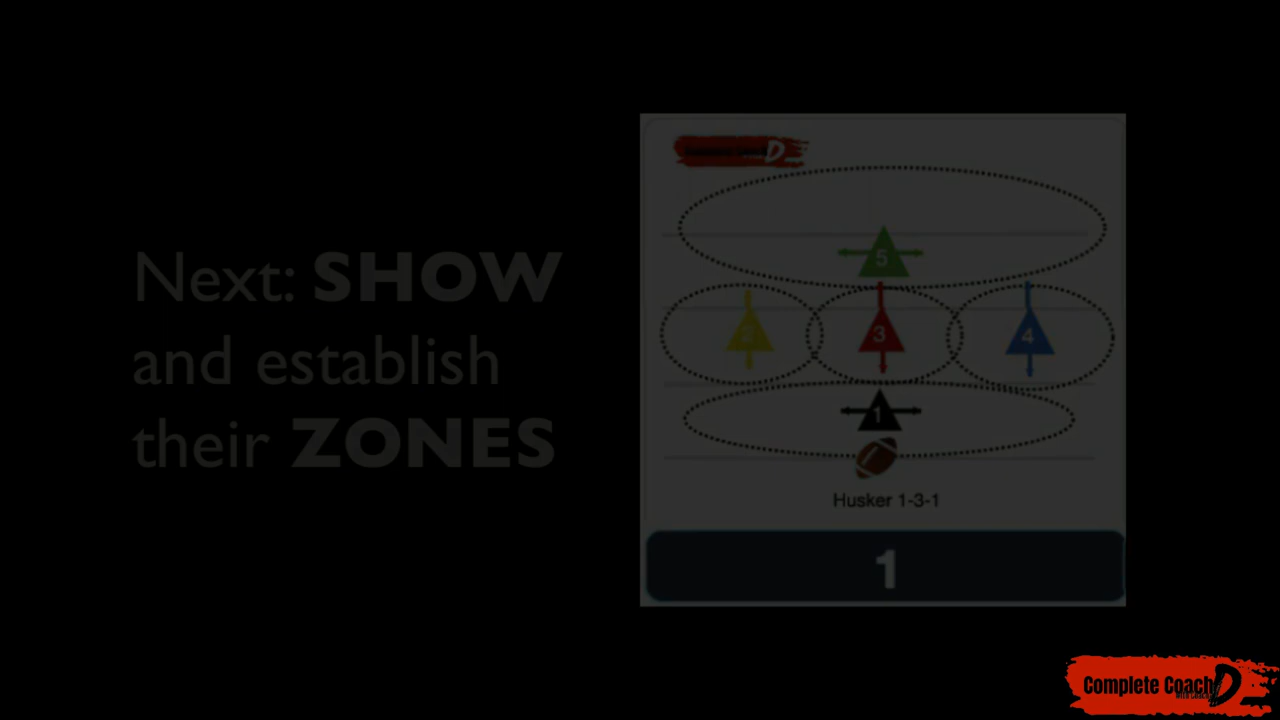 Next: SHOW
and establish
their ZONES
D
5
2
3
4
1
Husker 1-3-1
1
Complete Coach D